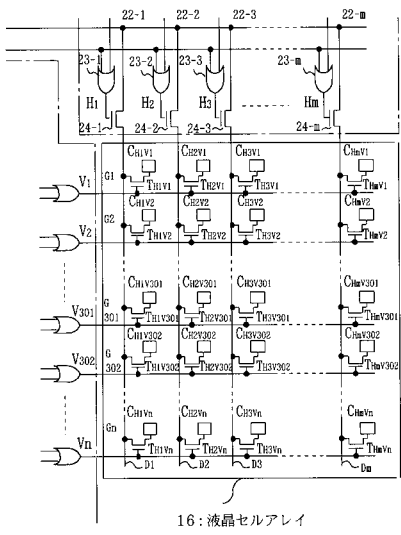 22-1 22-2 22-3 22-m
23-1 23-2 23-3 23-m
H1 H2 H3 Hm
24-1 24-2 24-3 24-m
CH1V1 CH2V1 CH3V1 CHmV1
V1 G1
TH1V1 TH2V1 TH3V1 THmV1
CH1V2 CH2V2 CH3V2 CHmV2
V2 G2
TH1V2 TH2V2 TH3V2 THmV2
CH1V301 CH2V301 CH3V301 CHmV301
V301 G301
TH1V301 TH2V301 TH3V301 THmV301
CH1V302 CH2V302 CH3V302 CHmV302
V302 G302
TH1V302 TH2V302 TH3V302 THmV302
CH1Vn CH2Vn CH3Vn CHmVn
Vn Gn
TH1Vn TH2Vn TH3Vn THmVn
D1 D2 D3 Dm
16:液晶セルアレイ